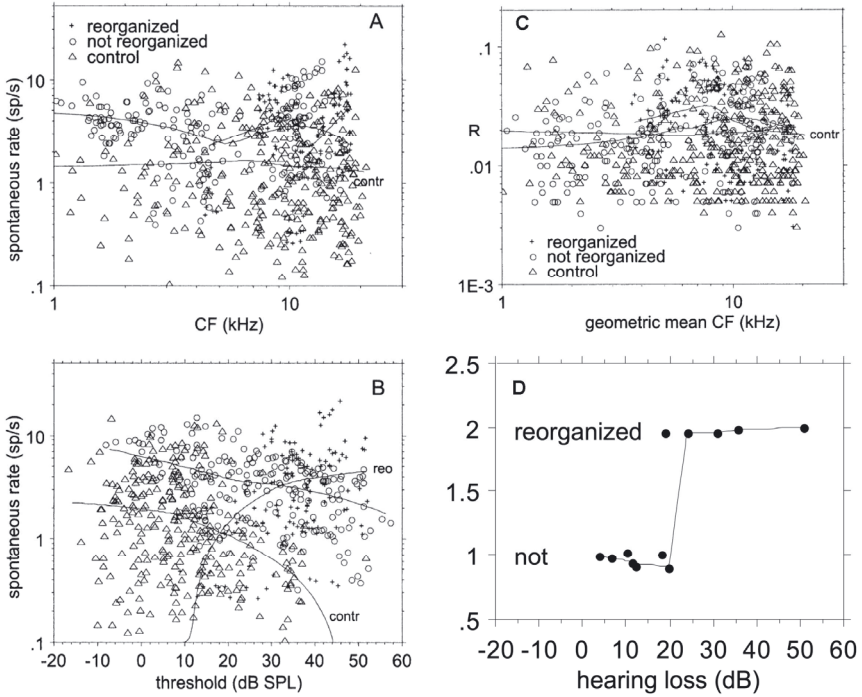 A
+ reorganized
○ not reorganized
△ control
spontaneous rate (sp/s)
10
1
.1
contr
1
10
CF (kHz)
C
.1
R
.01
1E-3
contr
+ reorganized
○ not reorganized
△ control
1
10
geometric mean CF (kHz)
B
spontaneous rate (sp/s)
10
1
.1
reo
contr
-20 -10 0 10 20 30 40 50 60
threshold (dB SPL)
D
2.5
2
1.5
1
.5
reorganized
not
-20 -10 0 10 20 30 40 50 60
hearing loss (dB)